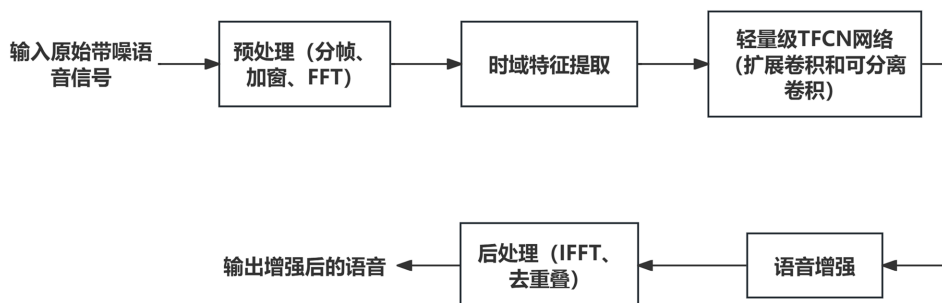 输入原始带噪语
音信号
预处理（分帧、
加窗、FFT）
时域特征提取
轻量级TFCN网络
（扩展卷积和可分离
卷积）
输出增强后的语音
后处理（IFFT、
去重叠）
语音增强